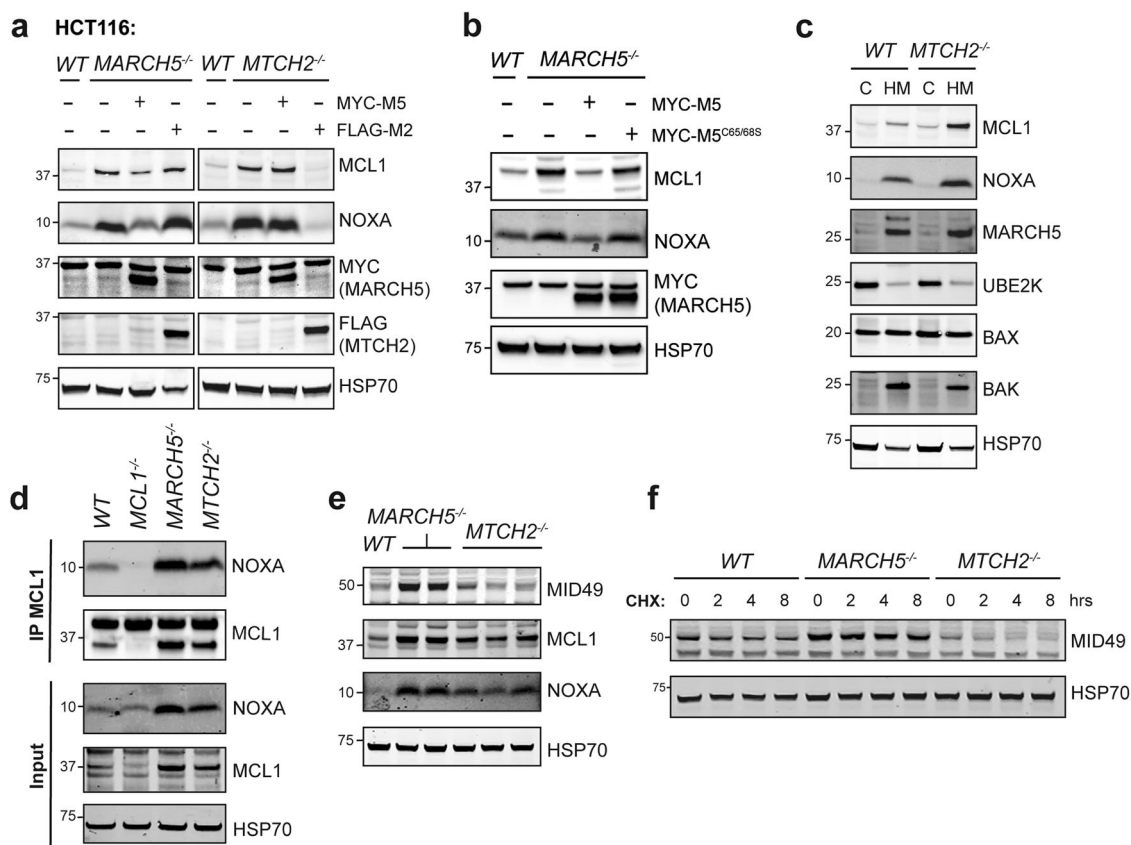 a HCT116:
WT MARCH5-/- WT MTCH2-/-
– – + – – – + – MYC-M5
– – – + – – – + FLAG-M2
37 MCL1
10 NOXA
37 MYC
(MARCH5)
37 FLAG
(MTCH2)
75 HSP70
b
WT MARCH5-/-
– – + – MYC-M5
– – – + MYC-M5C65/68S
37 MCL1
10 NOXA
37 MYC
(MARCH5)
75 HSP70
c
WT MTCH2-/-
C HM C HM
37 MCL1
10 NOXA
25 MARCH5
25 UBE2K
20 BAX
25 BAK
75 HSP70
d
WT MCL1-/- MARCH5-/- MTCH2-/-
IP MCL1
10 NOXA
37 MCL1
Input
10 NOXA
37 MCL1
75 HSP70
e
MARCH5-/-
WT MTCH2-/-
50 MID49
37 MCL1
10 NOXA
75 HSP70
f
WT MARCH5-/- MTCH2-/-
CHX: 0 2 4 8 0 2 4 8 0 2 4 8 hrs
50 MID49
75 HSP70